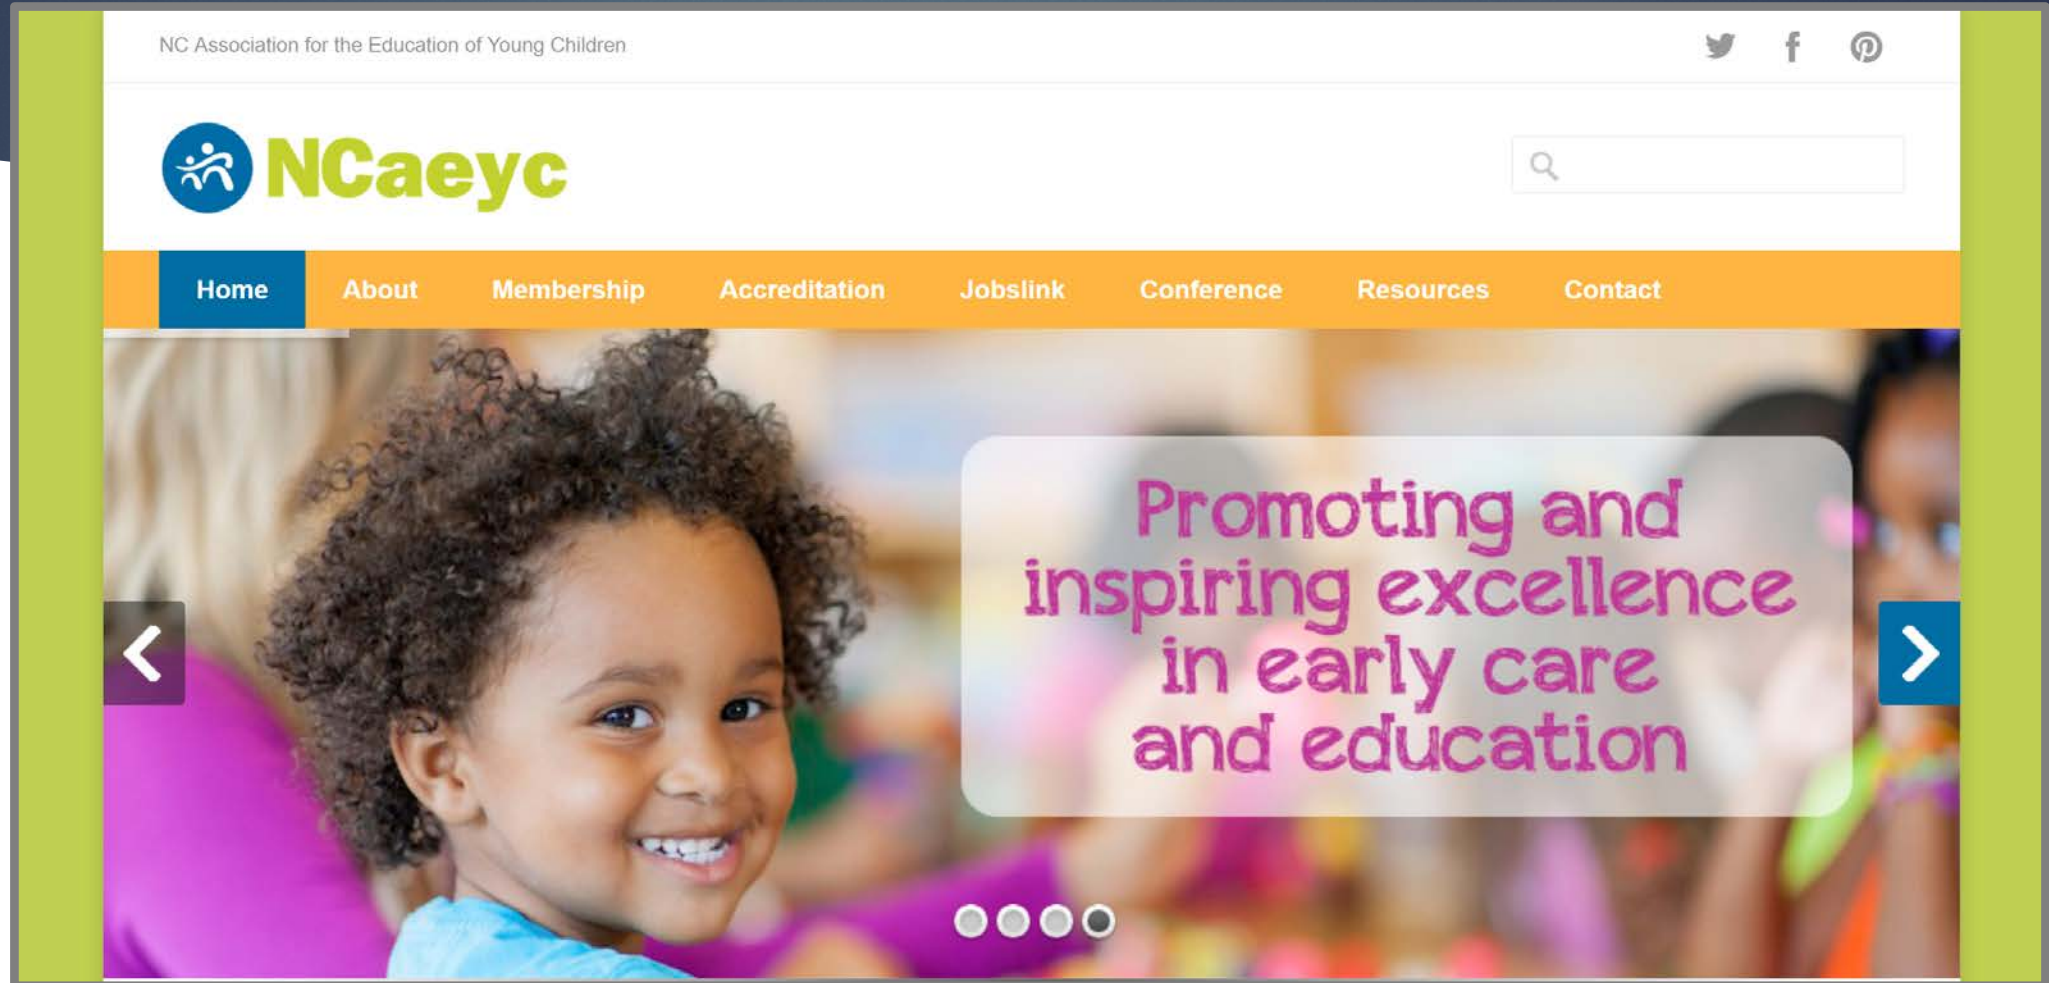 NC Association for the Education of Young Children
NCaeyc
Home About Membership Accreditation Jobslink Conference Resources Contact
Promoting and
inspiring excellence
in early care
and education